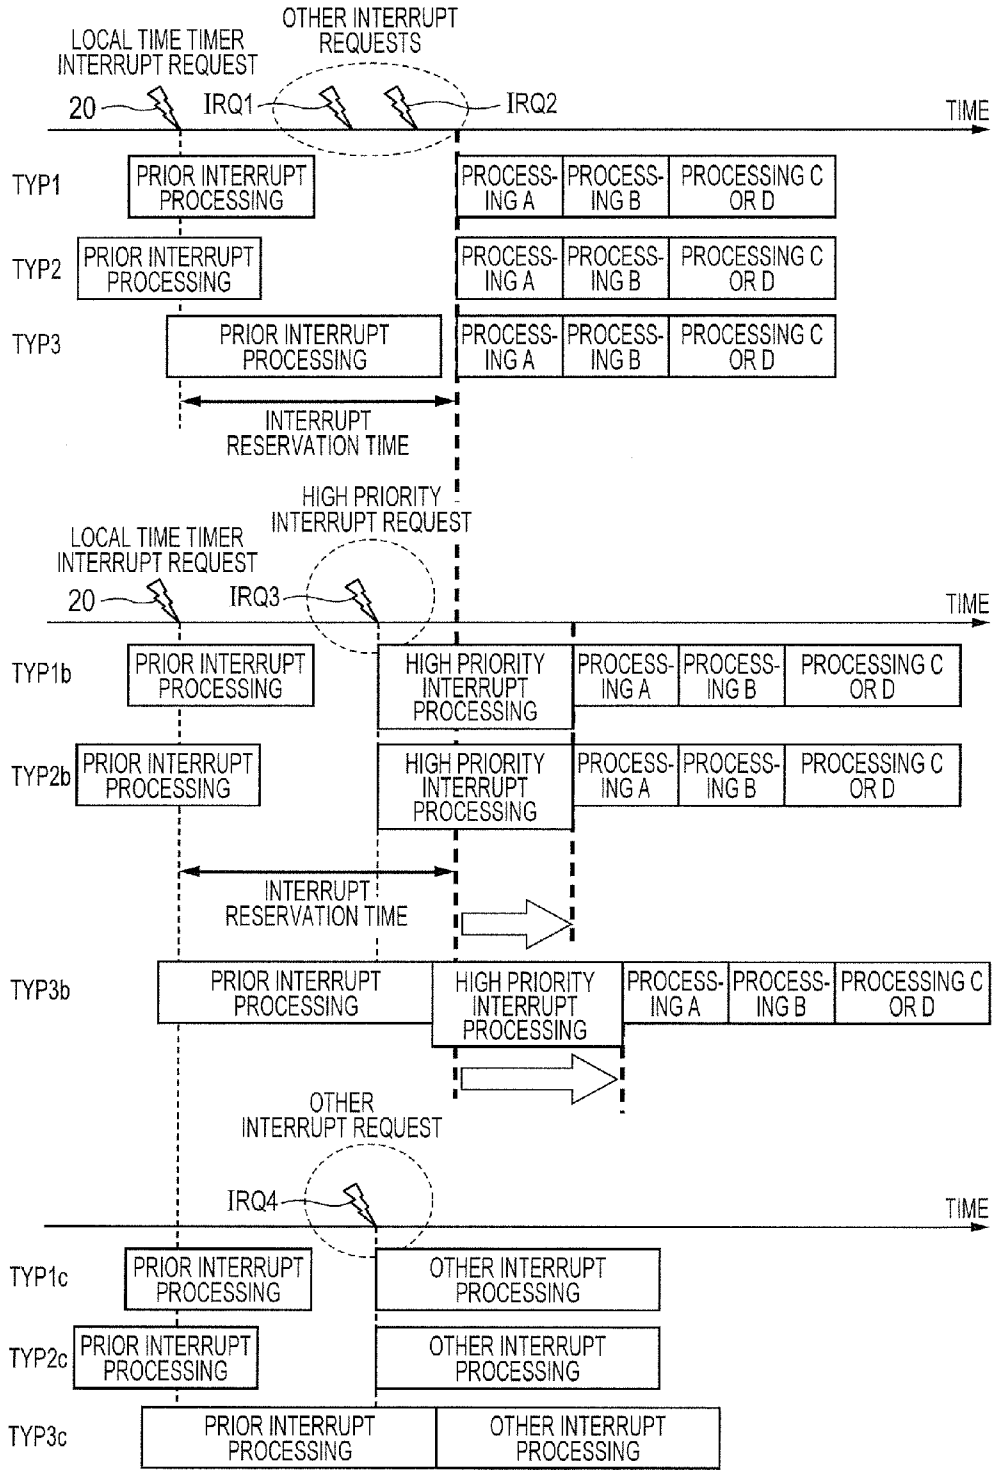 OTHER INTERRUPT
REQUESTS
LOCAL TIME TIMER
INTERRUPT REQUEST
20
IRQ1
IRQ2
TIME
TYP1
PRIOR INTERRUPT
PROCESSING
PROCESS-
ING A
PROCESS-
ING B
PROCESSING C
OR D
TYP2
PRIOR INTERRUPT
PROCESSING
PROCESS-
ING A
PROCESS-
ING B
PROCESSING C
OR D
TYP3
PRIOR INTERRUPT
PROCESSING
PROCESS-
ING A
PROCESS-
ING B
PROCESSING C
OR D
INTERRUPT
RESERVATION TIME
HIGH PRIORITY
INTERRUPT REQUEST
LOCAL TIME TIMER
INTERRUPT REQUEST
20
IRQ3
TIME
TYP1b
PRIOR INTERRUPT
PROCESSING
HIGH PRIORITY
INTERRUPT
PROCESSING
PROCESS-
ING A
PROCESS-
ING B
PROCESSING C
OR D
TYP2b
PRIOR INTERRUPT
PROCESSING
HIGH PRIORITY
INTERRUPT
PROCESSING
PROCESS-
ING A
PROCESS-
ING B
PROCESSING C
OR D
INTERRUPT
RESERVATION TIME
TYP3b
PRIOR INTERRUPT
PROCESSING
HIGH PRIORITY
INTERRUPT
PROCESSING
PROCESS-
ING A
PROCESS-
ING B
PROCESSING C
OR D
OTHER
INTERRUPT REQUEST
IRQ4
TIME
TYP1c
PRIOR INTERRUPT
PROCESSING
OTHER INTERRUPT
PROCESSING
TYP2c
PRIOR INTERRUPT
PROCESSING
OTHER INTERRUPT
PROCESSING
TYP3c
PRIOR INTERRUPT
PROCESSING
OTHER INTERRUPT
PROCESSING